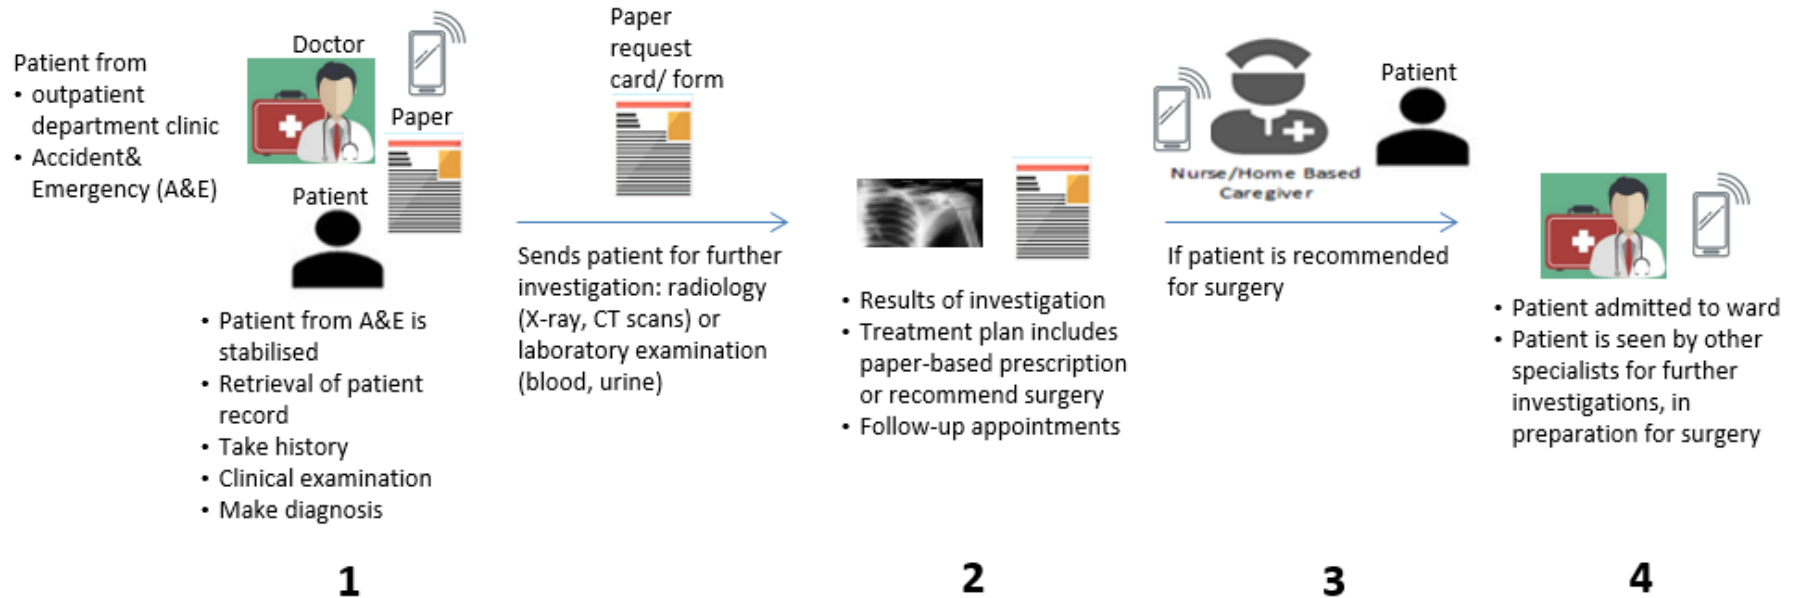 Patient from
• outpatient
department clinic
• Accident&
Emergency (A&E)
Doctor
Paper
Patient
• Patient from A&E is
stabilised
• Retrieval of patient
record
• Take history
• Clinical examination
• Make diagnosis
1
Paper
request
card/ form
Sends patient for further
investigation: radiology
(X-ray, CT scans) or
laboratory examination
(blood, urine)
• Results of investigation
• Treatment plan includes
paper-based prescription
or recommend surgery
• Follow-up appointments
2
Nurse/Home Based
Caregiver
Patient
If patient is recommended
for surgery
3
• Patient admitted to ward
• Patient is seen by other
specialists for further
investigations, in
preparation for surgery
4